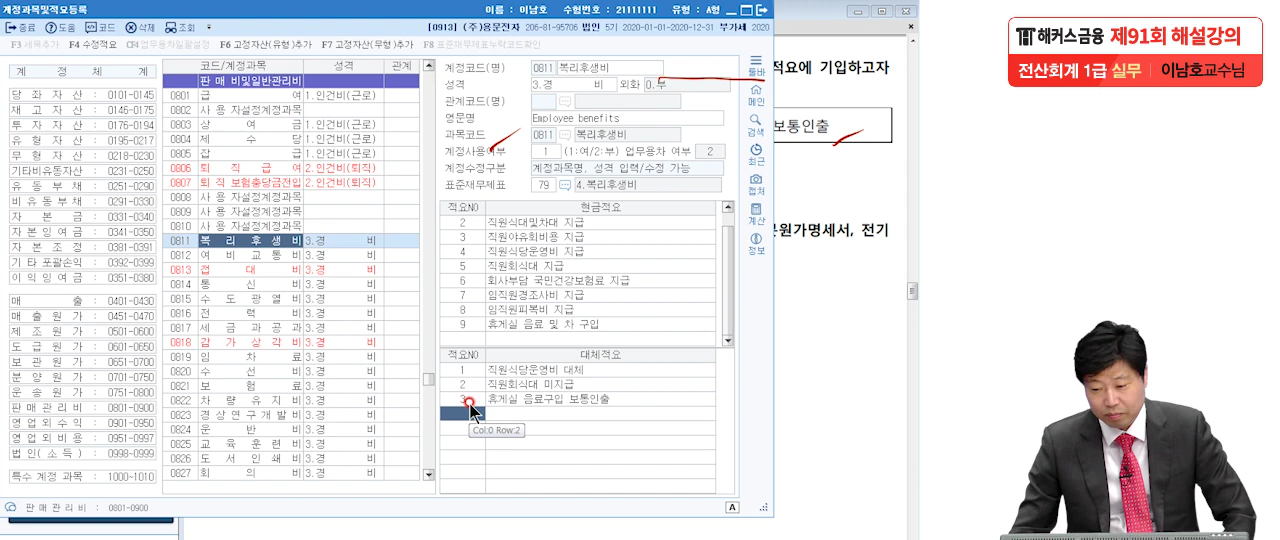 계정과목및적요등록
이름 : 이남호 수험번호 : 21111111 유형 : A형
종료 도움 코드 삭제 조회
[0913] (주)용문전자 206-81-95706 법인 5기 2020-01-01~2020-12-31 부가세 2020
F3 세목추가 F4 수정적요 CF4 업무용차일괄설정 F6 고정자산(유형)추가 F7 고정자산(무형)추가 F8 표준재무제표누락코드확인
계 정 체 계
당 좌 자 산 : 0101-0145
재 고 자 산 : 0146-0175
투 자 자 산 : 0176-0194
유 형 자 산 : 0195-0217
무 형 자 산 : 0218-0230
기타비유동자산 : 0231-0250
유 동 부 채 : 0251-0290
비 유 동 부 채 : 0291-0330
자 본 금 : 0331-0340
자 본 잉 여 금 : 0341-0350
자 본 조 정 : 0381-0391
기 타 포괄손익 : 0392-0399
이 익 잉 여 금 : 0351-0380
매 출 : 0401-0430
매 출 원 가 : 0451-0470
제 조 원 가 : 0501-0600
도 급 원 가 : 0601-0650
보 관 원 가 : 0651-0700
분 양 원 가 : 0701-0750
운 송 원 가 : 0751-0800
판 매 관 리 비 : 0801-0900
영 업 외 수 익 : 0901-0950
영 업 외 비 용 : 0951-0997
법 인 ( 소 득 ) : 0998-0999
특수 계정 과목 : 1000~1010
코드/계정과목 성격 관계
판 매 비및일반관리비
0801 급 여 1.인건비(근로)
0802 사 용 자설정계정과목
0803 상 여 금 1.인건비(근로)
0804 제 수 당 1.인건비(근로)
0805 잡 급 1.인건비(근로)
0806 퇴 직 급 여 2.인건비(퇴직)
0807 퇴 직 보험충당금전입 2.인건비(퇴직)
0808 사 용 자설정계정과목
0809 사 용 자설정계정과목
0810 사 용 자설정계정과목
0811 복 리 후 생 비 3.경 비
0812 여 비 교 통 비 3.경 비
0813 접 대 비 3.경 비
0814 통 신 비 3.경 비
0815 수 도 광 열 비 3.경 비
0816 전 력 비 3.경 비
0817 세 금 과 공 과 3.경 비
0818 감 가 상 각 비 3.경 비
0819 임 차 료 3.경 비
0820 수 선 비 3.경 비
0821 보 험 료 3.경 비
0822 차 량 유 지 비 3.경 비
0823 경 상 연 구 개 발 비 3.경 비
0824 운 반 비 3.경 비
0825 교 육 훈 련 비 3.경 비
0826 도 서 인 쇄 비 3.경 비
0827 회 의 비 3.경 비
계정코드(명) 0811 복리후생비
성격 3.경 비 외화 0.부
관계코드(명)
영문명 Employee benefits
과목코드 0811 복리후생비
계정사용여부 1 (1:여/2:부) 업무용차 여부 2
계정수정구분 계정과목명, 성격 입력/수정 가능
표준재무제표 79 4.복리후생비
적요NO 현금적요
2 직원식대및차대 지급
3 직원야유회비용 지급
4 직원식당운영비 지급
5 직원회식대 지급
6 회사부담 국민건강보험료 지급
7 임직원경조사비 지급
8 임직원피복비 지급
9 휴게실 음료 및 차 구입
적요NO 대체적요
1 직원식당운영비 대체
2 직원회식대 미지급
3 휴게실 음료구입 보통인출
Col:0 Row:2
툴바
메인
검색
최근
캡처
계산
정보
판 매 관 리 비 : 0801-0900
A
적요에 기입하고자
보통인출
원가명세서, 전기
해커스금융 제91회 해설강의
전산회계 1급 실무 이남호교수님